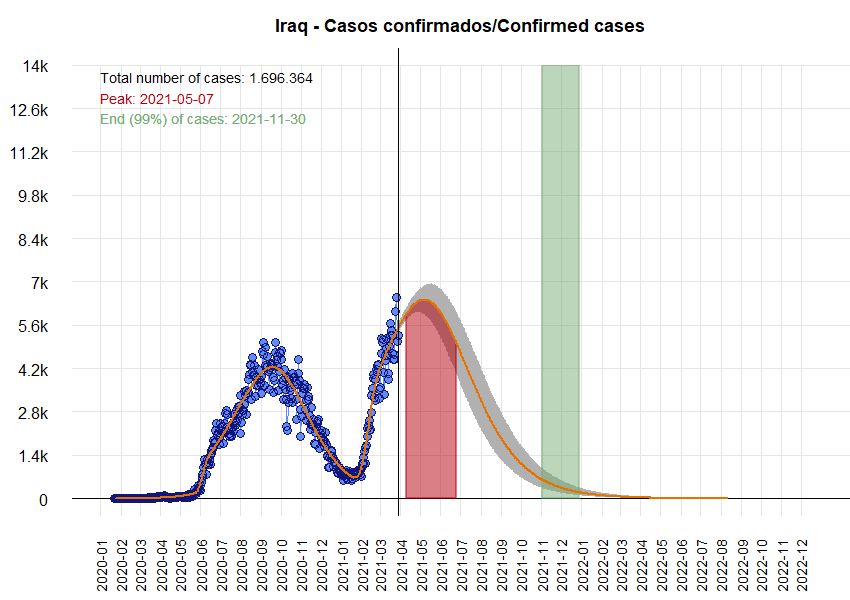 Iraq - Casos confirmados/Confirmed cases
14k
Total number of cases: 1.696.364
Peak: 2021-05-07
End (99%) of cases: 2021-11-30
12.6k
11.2k
9.8k
8.4k
7k
5.6k
4.2k
2.8k
1.4k
0
2020-01
2020-02
2020-03
2020-04
2020-05
2020-06
2020-07
2020-08
2020-09
2020-10
2020-12
2021-01
2021-02
2021-03
2021-04
2021-05
2021-06
2021-07
2021-08
2021-09
2021-10
2021-11
2021-12
2022-01
2022-02
2022-03
2022-04
2022-05
2022-06
2022-07
2022-08
2022-09
2022-10
2022-11
2022-12